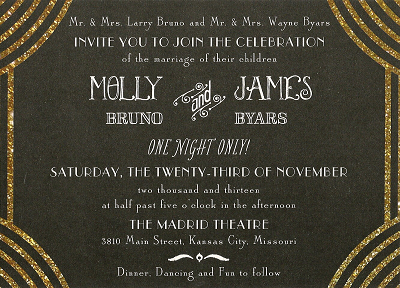 Mr. & Mrs. Larry Bruno and Mr. & Mrs. Wayne Byars
INVITE YOU TO JOIN THE CELEBRATION
of the marriage of their children
MOLLY and JAMES
BRUNO BYARS
ONE NIGHT ONLY!
SATURDAY, THE TWENTY-THIRD OF NOVEMBER
two thousand and thirteen
at half past five o'clock in the afternoon
THE MADRID THEATRE
3810 Main Street, Kansas City, Missouri
Dinner, Dancing and Fun to follow